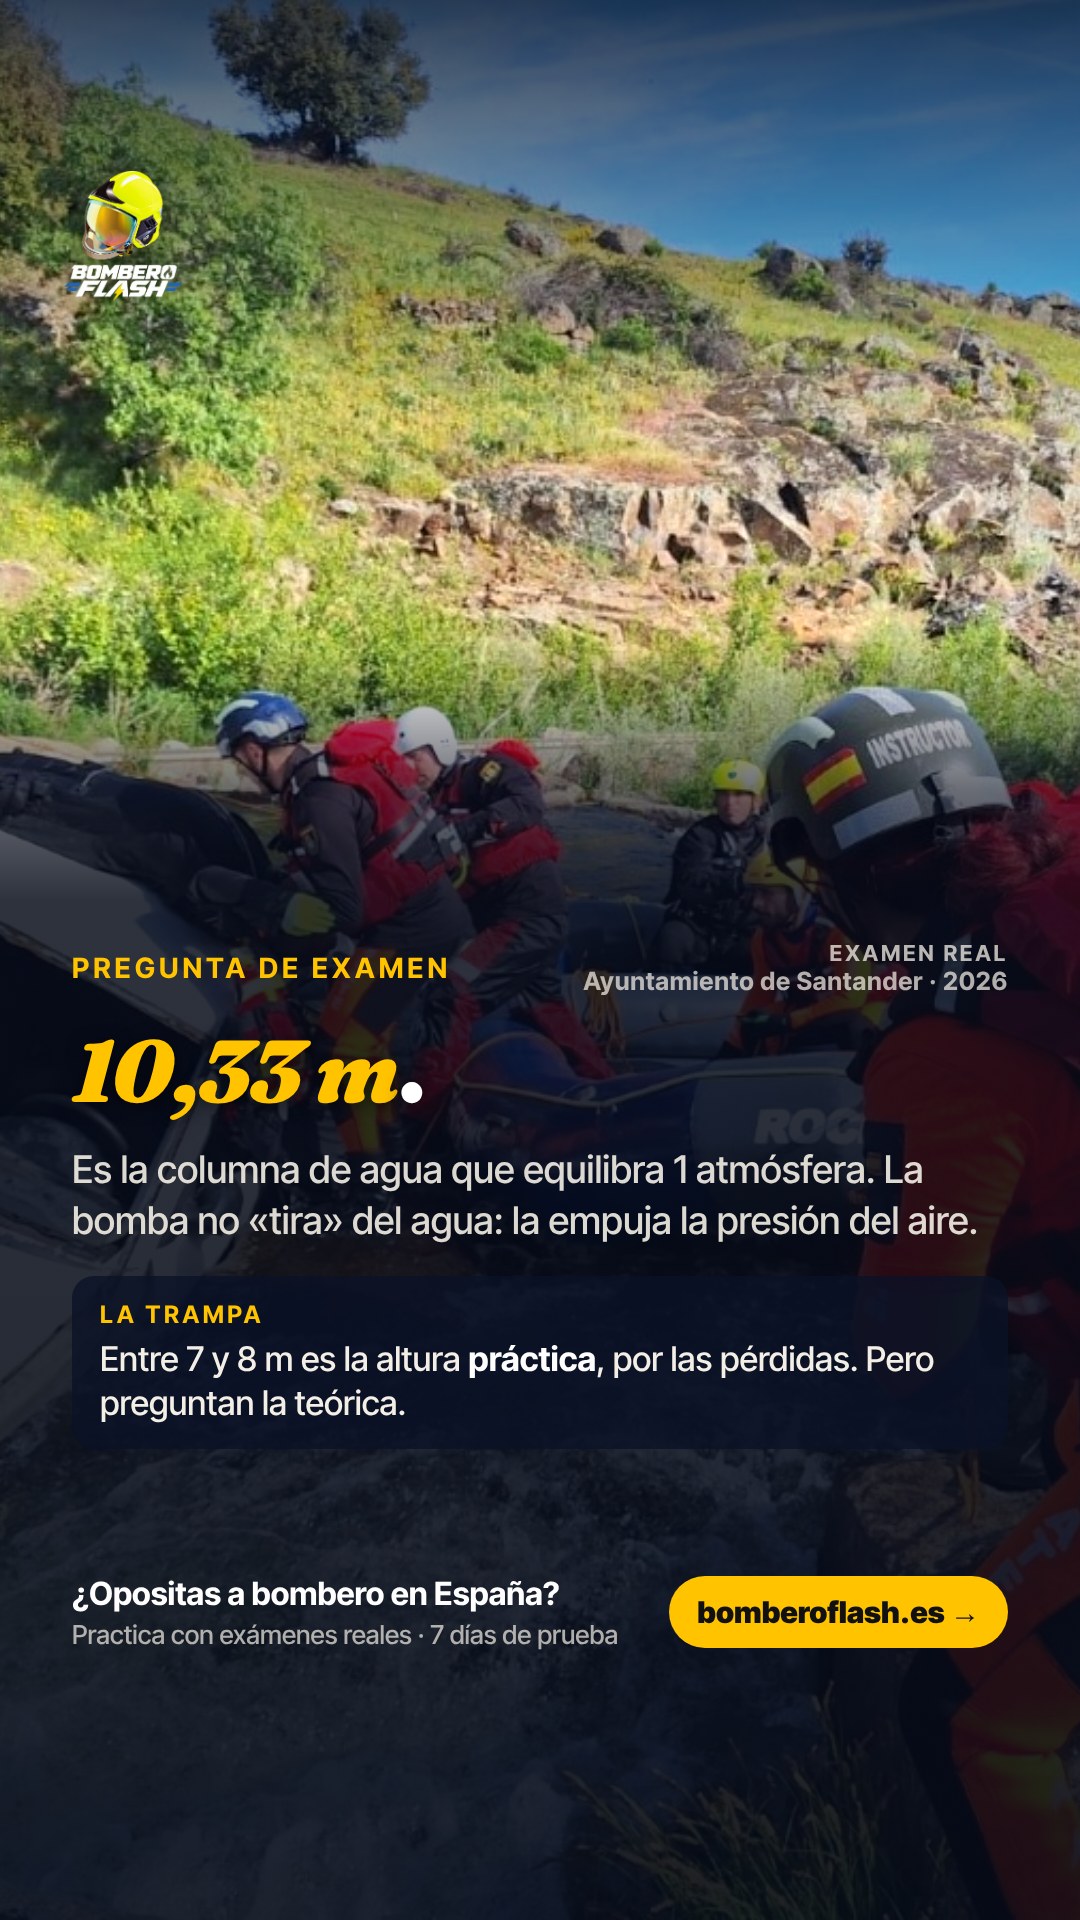 BOMBERO
FLASH
INSTRUCTOR
PREGUNTA DE EXAMEN
EXAMEN REAL
Ayuntamiento de Santander · 2026
10,33 m.
ROC
Es la columna de agua que equilibra 1 atmósfera. La
bomba no «tira» del agua: la empuja la presión del aire.
LA TRAMPA
Entre 7 y 8 m es la altura práctica, por las pérdidas. Pero
preguntan la teórica.
¿Opositas a bombero en España?
Practica con exámenes reales · 7 días de prueba
bomberoflash.es →